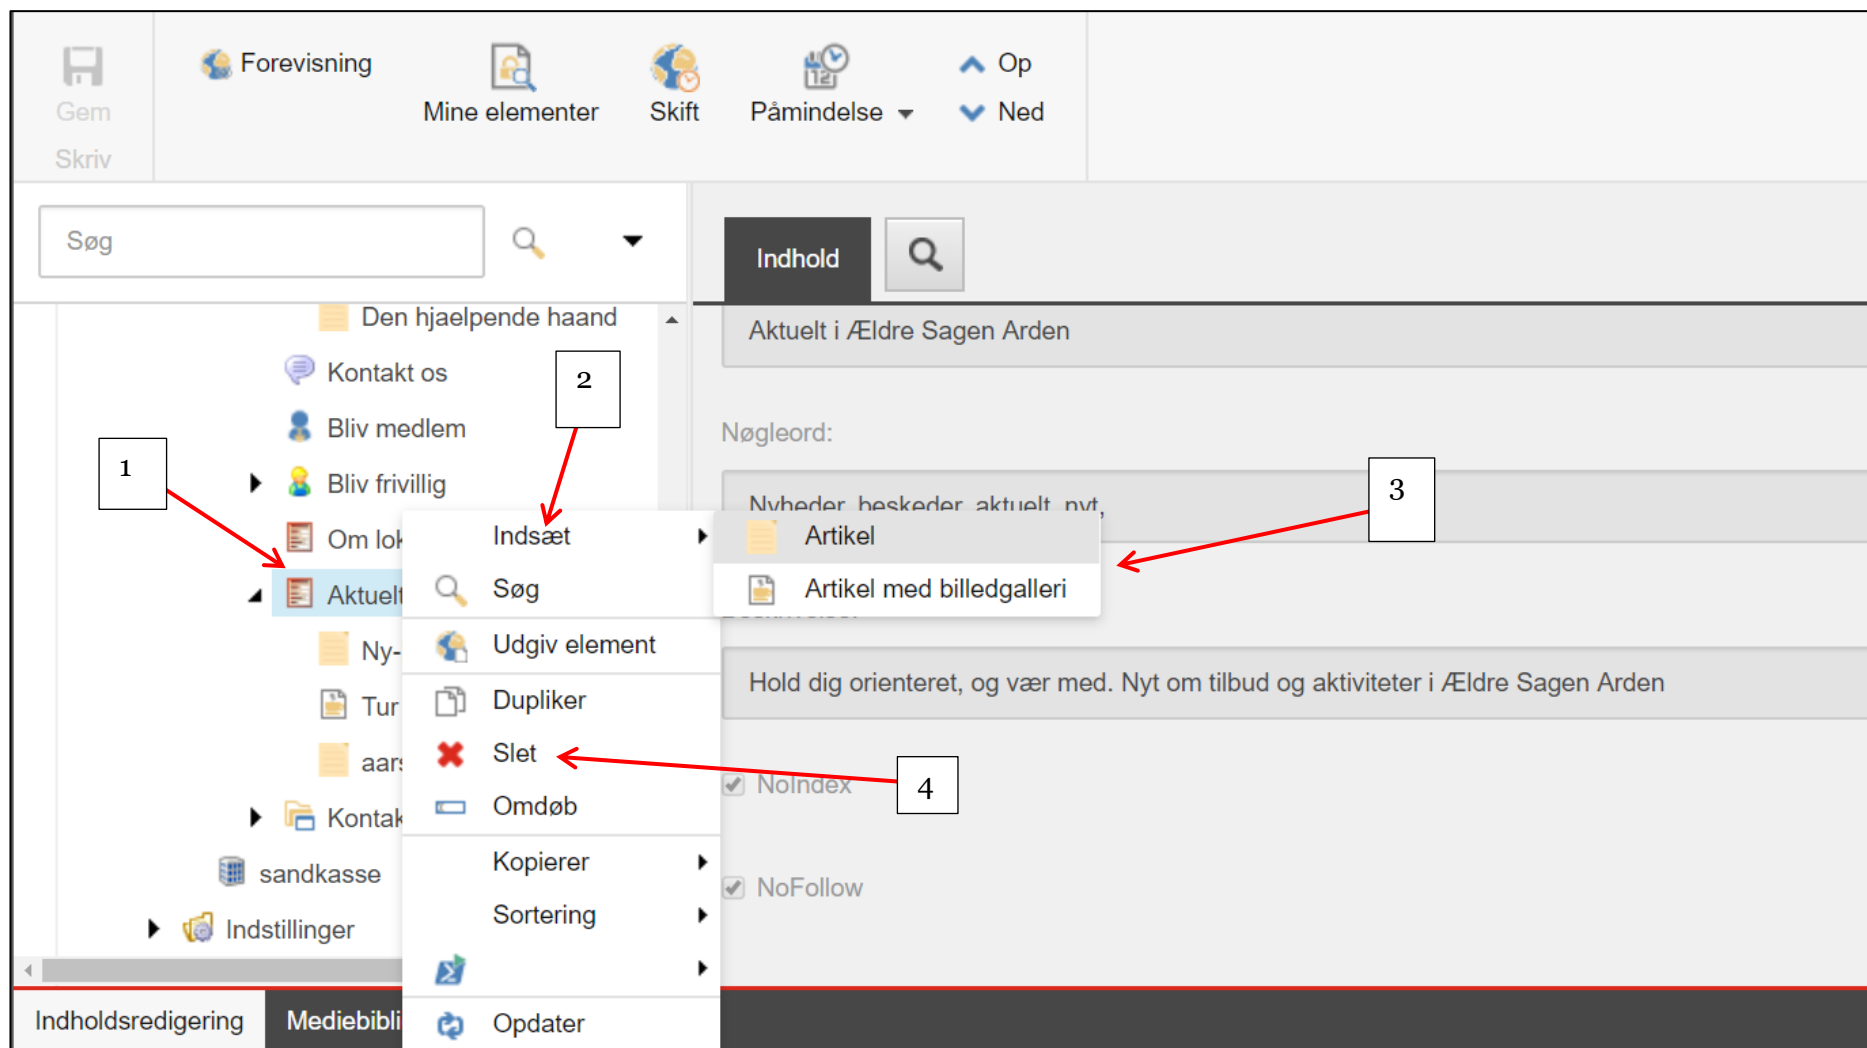 Forevisning
Op
Gem
Mine elementer
Skift
Påmindelse
Ned
Skriv
12
Søg
Indhold
Den hjaelpende haand
Aktuelt i Ældre Sagen Arden
Kontakt os
2
Bliv medlem
Nøgleord:
1
Bliv frivillig
3
Nyheder, beskeder, aktuelt, nyt,
Om lok
Indsæt
Artikel
Aktuelt
Søg
Artikel med billedgalleri
Beskrivelse:
Ny-
Udgiv element
Hold dig orienteret, og vær med. Nyt om tilbud og aktiviteter i Ældre Sagen Arden
Tur
Dupliker
aars
Slet
NoIndex
4
Kontak
Omdøb
sandkasse
Kopierer
NoFollow
Indstillinger
Sortering
Indholdsredigering
Mediebibli
Opdater